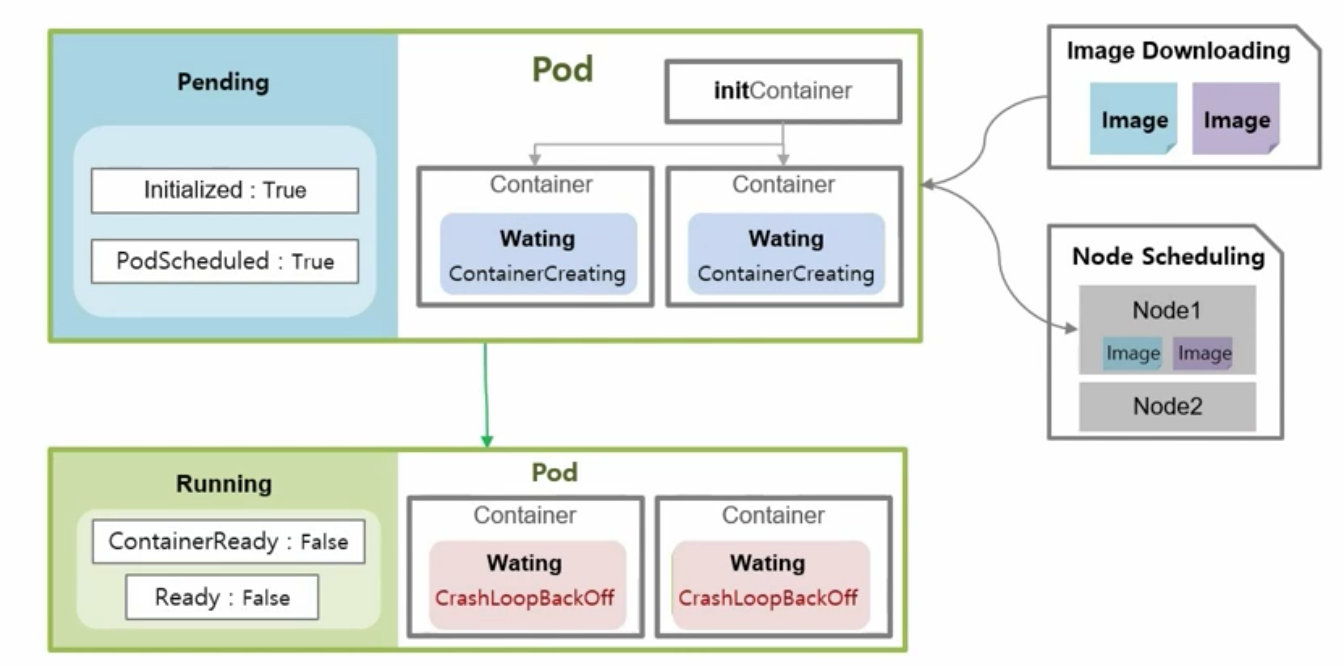 Pending
Initialized : True
PodScheduled : True
Pod
initContainer
Container
Wating
ContainerCreating
Container
Wating
ContainerCreating
Image Downloading
Image
Image
Node Scheduling
Node1
Image
Image
Node2
Running
ContainerReady : False
Ready : False
Pod
Container
Wating
CrashLoopBackOff
Container
Wating
CrashLoopBackOff